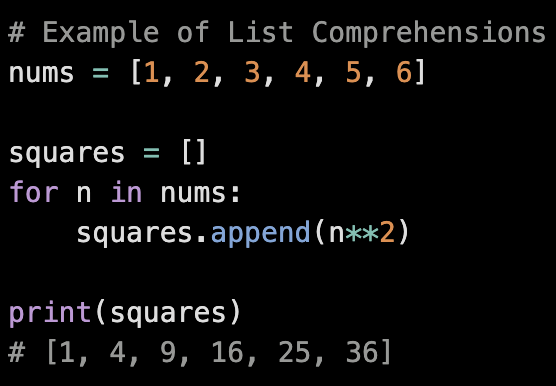 # Example of List Comprehensions
nums = [1, 2, 3, 4, 5, 6]
squares = []
for n in nums:
    squares.append(n**2)
print(squares)
# [1, 4, 9, 16, 25, 36]